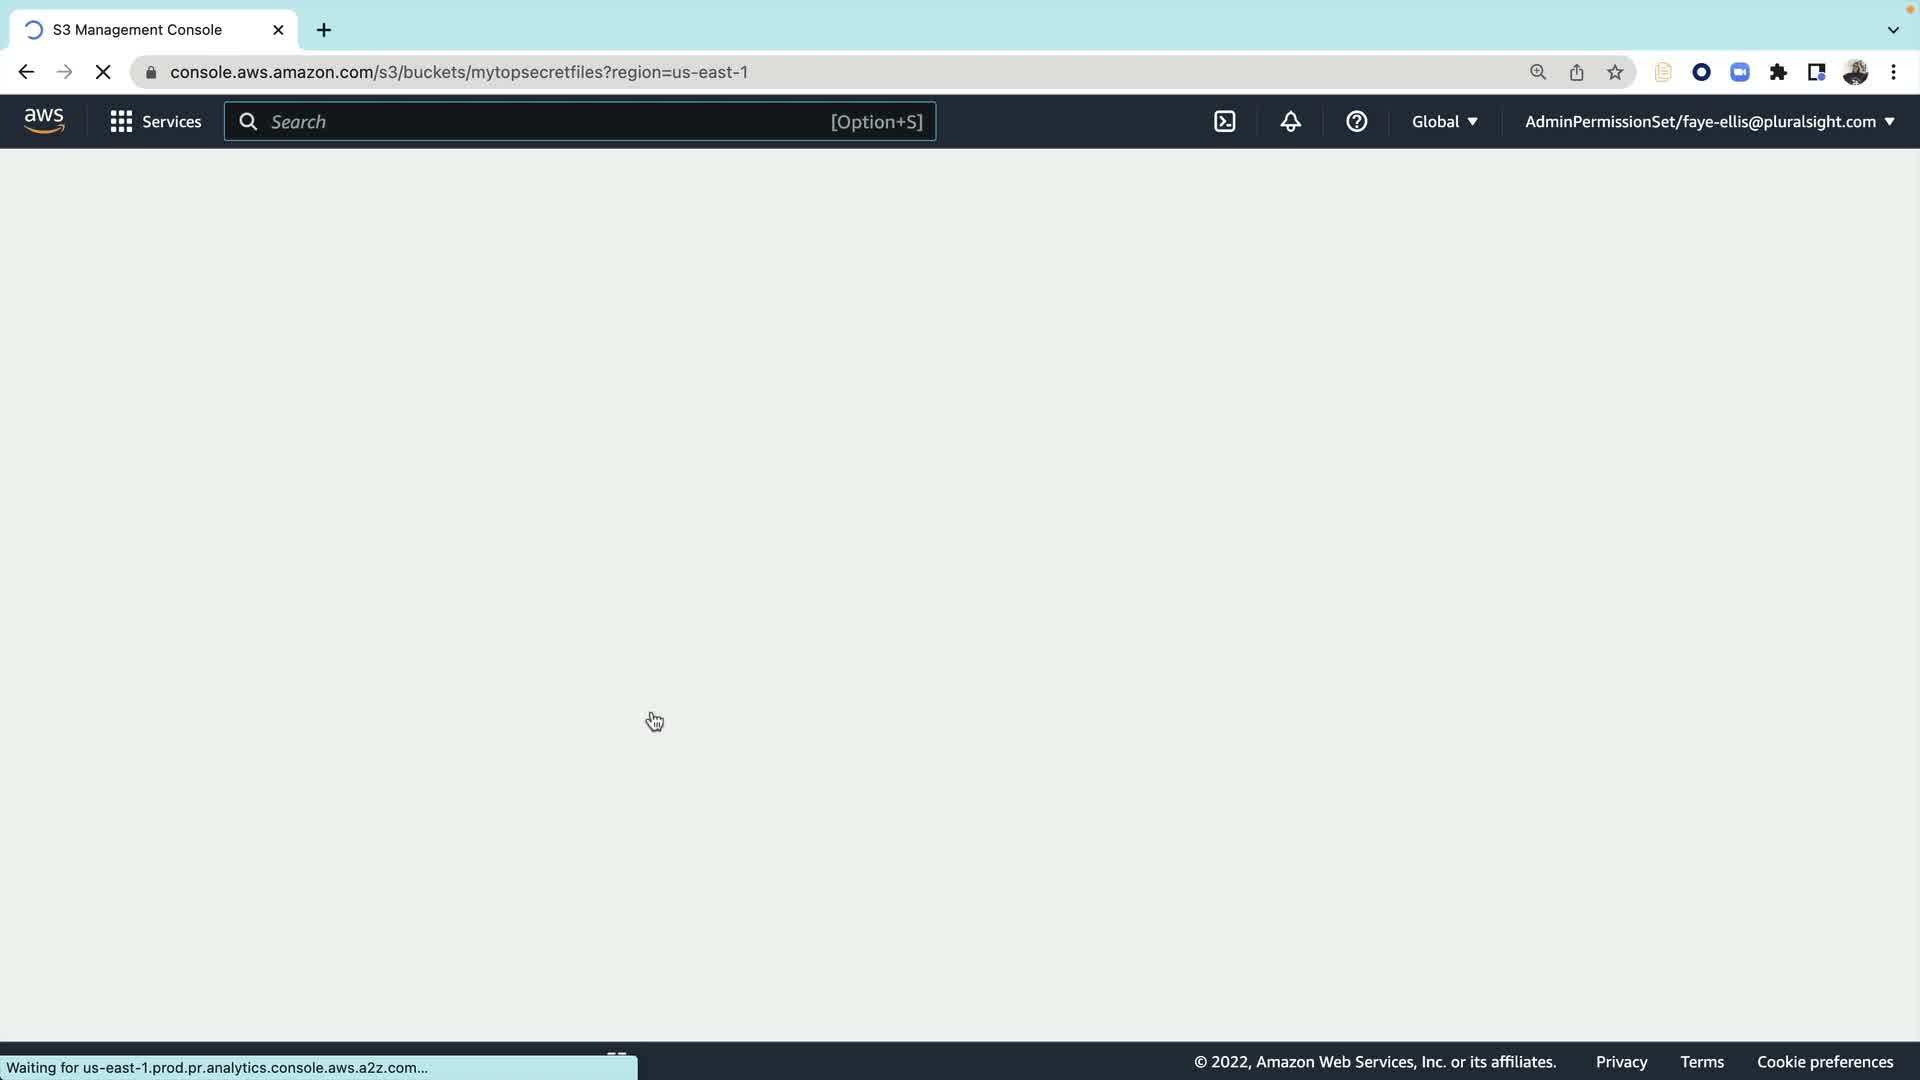 S3 Management Console
console.aws.amazon.com/s3/buckets/mytopsecretfiles?region=us-east-1
aws
Services
Search
[Option+S]
Global
AdminPermissionSet/faye-ellis@pluralsight.com
Waiting for us-east-1.prod.pr.analytics.console.aws.a2z.com...
© 2022, Amazon Web Services, Inc. or its affiliates.
Privacy
Terms
Cookie preferences